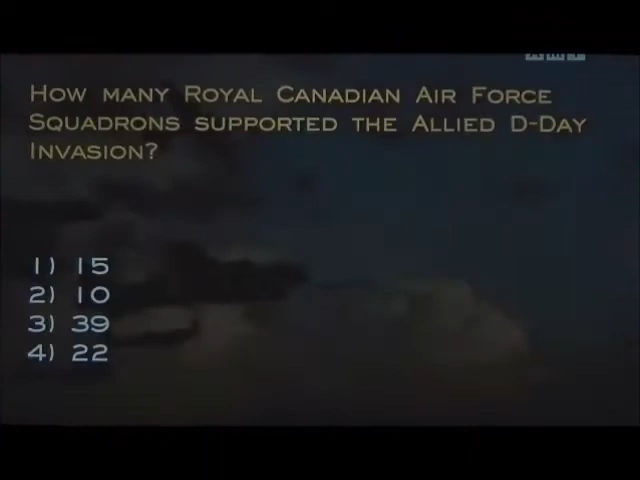 How many Royal Canadian Air Force
Squadrons supported the Allied D-Day
Invasion?
1) 15
2) 10
3) 39
4) 22